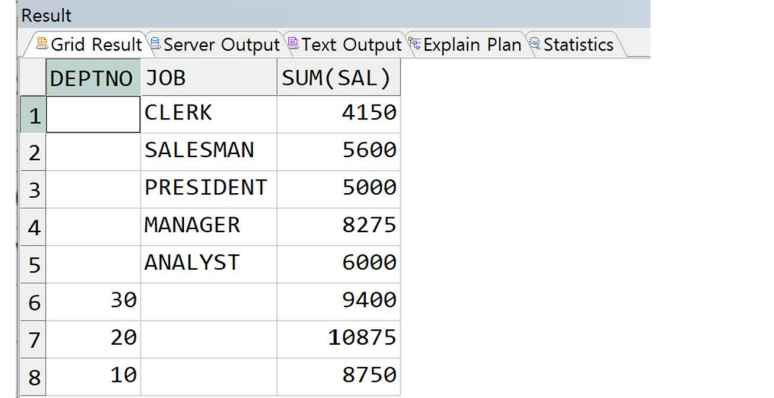 Result
Grid Result Server Output Text Output Explain Plan Statistics
DEPTNO JOB SUM(SAL)
1 CLERK 4150
2 SALESMAN 5600
3 PRESIDENT 5000
4 MANAGER 8275
5 ANALYST 6000
6 30 9400
7 20 10875
8 10 8750